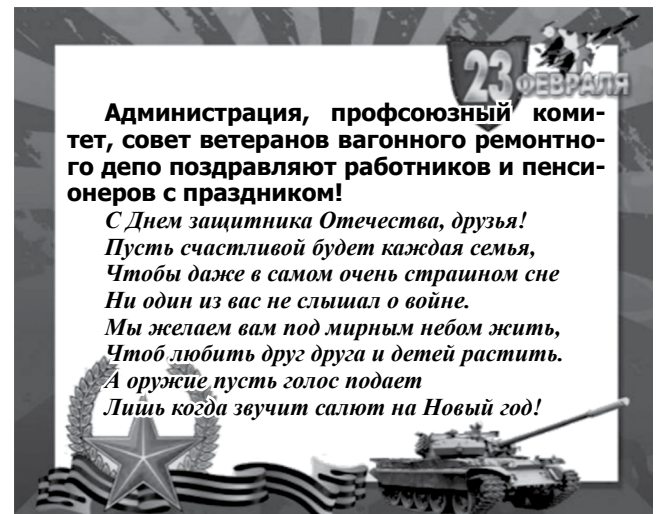 23
ФЕВРАЛЯ
Администрация, профсоюзный коми-
тет, совет ветеранов вагонного ремонтно-
го депо поздравляют работников и пенси-
онеров с праздником!
С Днем защитника Отечества, друзья!
Пусть счастливой будет каждая семья,
Чтобы даже в самом очень страшном сне
Ни один из вас не слышал о войне.
Мы желаем вам под мирным небом жить,
Чтоб любить друг друга и детей растить.
А оружие пусть голос подает
Лишь когда звучит салют на Новый год!